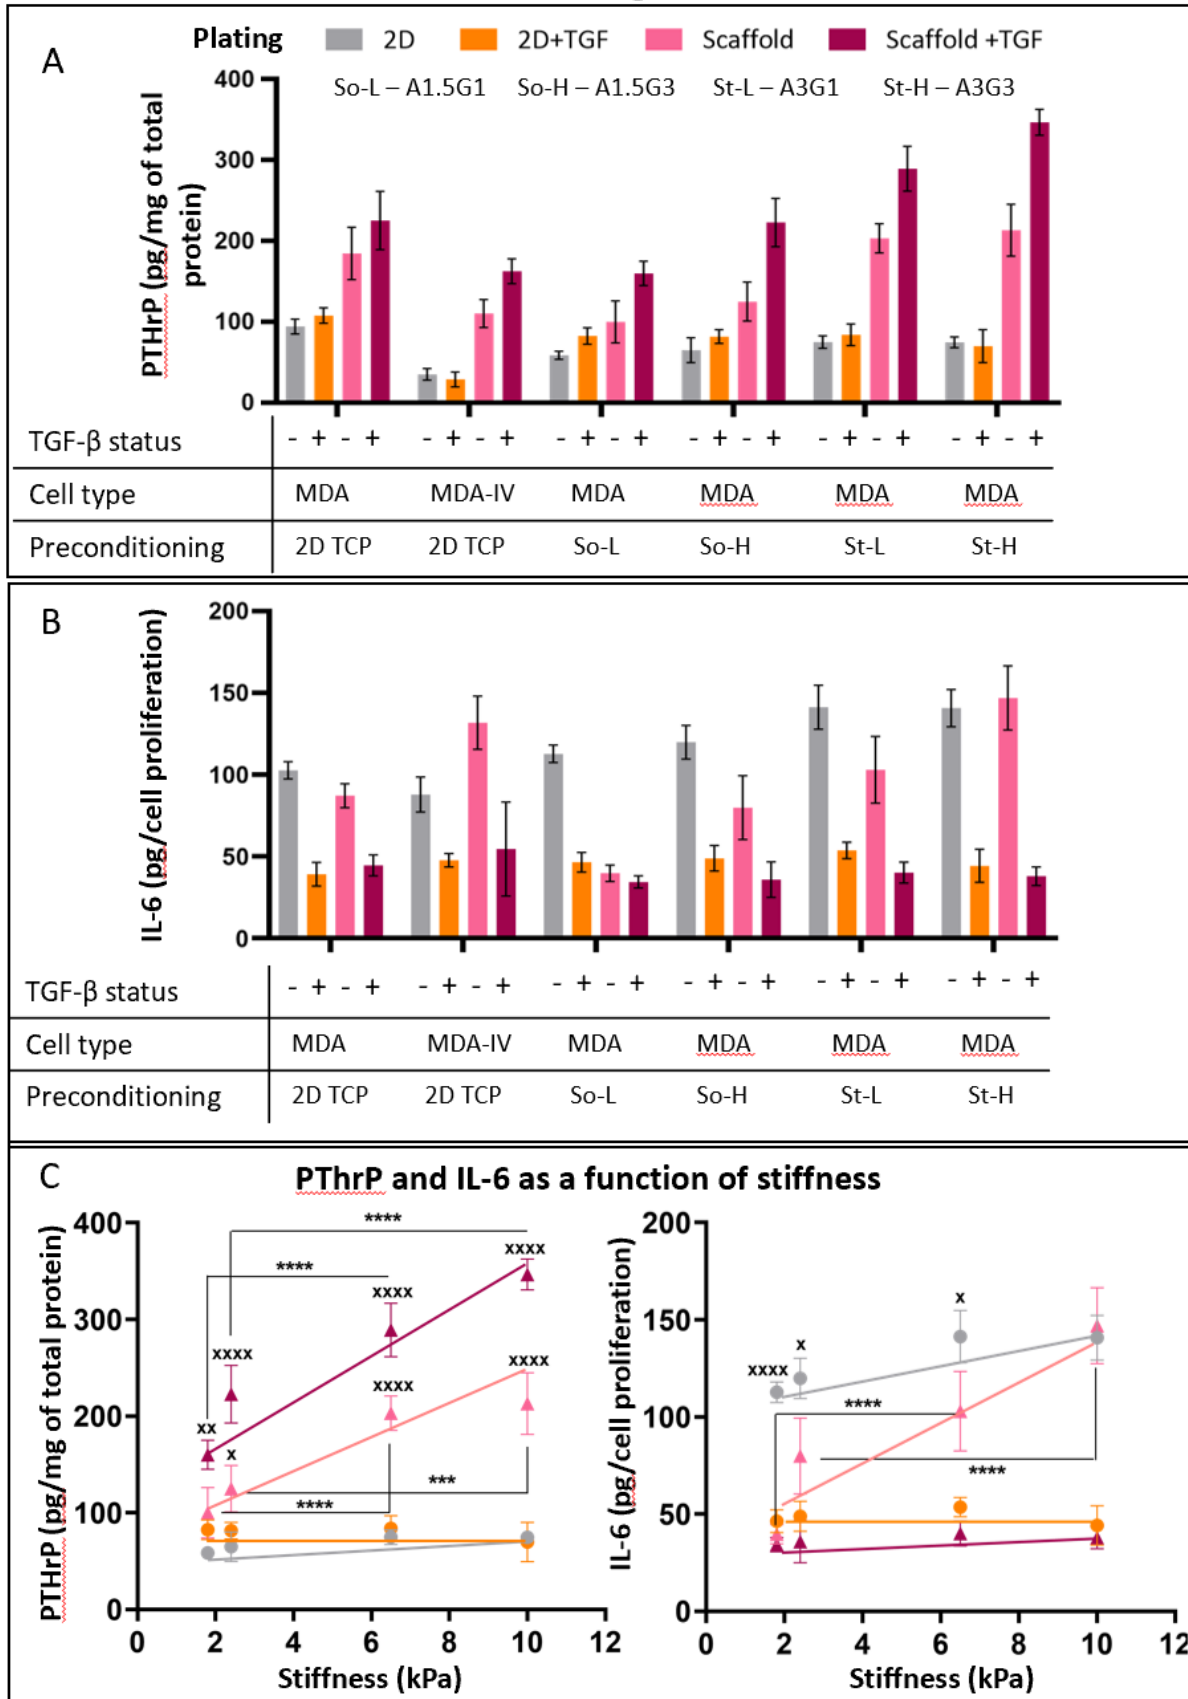 A
Plating 2D 2D+TGF Scaffold Scaffold +TGF
So-L – A1.5G1 So-H – A1.5G3 St-L – A3G1 St-H – A3G3
PTHrP (pg/mg of total
protein)
400
300
200
100
0
TGF-β status - + - + - + - + - + - + - + - + - + - + - + - +
Cell type MDA MDA-IV MDA MDA MDA MDA
Preconditioning 2D TCP 2D TCP So-L So-H St-L St-H
B
IL-6 (pg/cell proliferation)
200
150
100
50
0
TGF-β status - + - + - + - + - + - + - + - + - + - + - + - +
Cell type MDA MDA-IV MDA MDA MDA MDA
Preconditioning 2D TCP 2D TCP So-L So-H St-L St-H
C
PThrP and IL-6 as a function of stiffness
PTHrP (pg/mg of total protein)
400
300
200
100
0
0 2 4 6 8 10 12
Stiffness (kPa)
****
****
xxxx
xxxx
xxxx
xxxx
xxxx
xx
x
***
****
IL-6 (pg/cell proliferation)
200
150
100
50
0
0 2 4 6 8 10 12
Stiffness (kPa)
x
x
xxxx
****
****